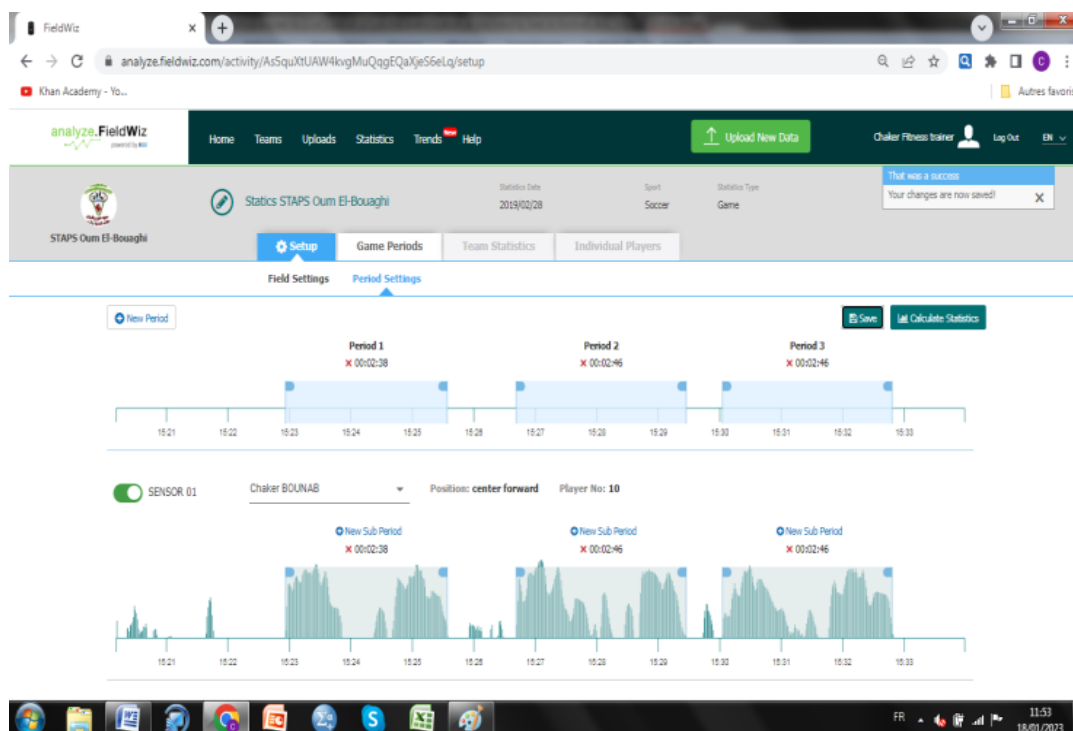 FieldWiz
analyze.fieldwiz.com/activity/As5quXtUAW4kvgMuQqgEQaXjeS6eLq/setup
C
Khan Academy - Yo...
Autres favoris
analyze.FieldWiz
powered by
Home Teams Uploads Statistics Trends New Help
Upload New Data
Chaker Fitness trainer Log Out EN
That was a success
Your changes are now saved!
Statics STAPS Oum El-Bouaghi
Statistics Date Sport Statistics Type
2019/02/28 Soccer Game
STAPS Oum El-Bouaghi
Setup Game Periods Team Statistics Individual Players
Field Settings Period Settings
New Period Save Calculate Statistics
Period 1 Period 2 Period 3
00:02:38 00:02:46 00:02:46
15:21 15:22 15:23 15:24 15:25 15:26 15:27 15:28 15:29 15:30 15:31 15:32 15:33
SENSOR 01 Chaker BOUNAB Position: center forward Player No: 10
New Sub Period New Sub Period New Sub Period
00:02:38 00:02:46 00:02:46
15:21 15:22 15:23 15:24 15:25 15:26 15:27 15:28 15:29 15:30 15:31 15:32 15:33
FR 11:53
18/01/2023